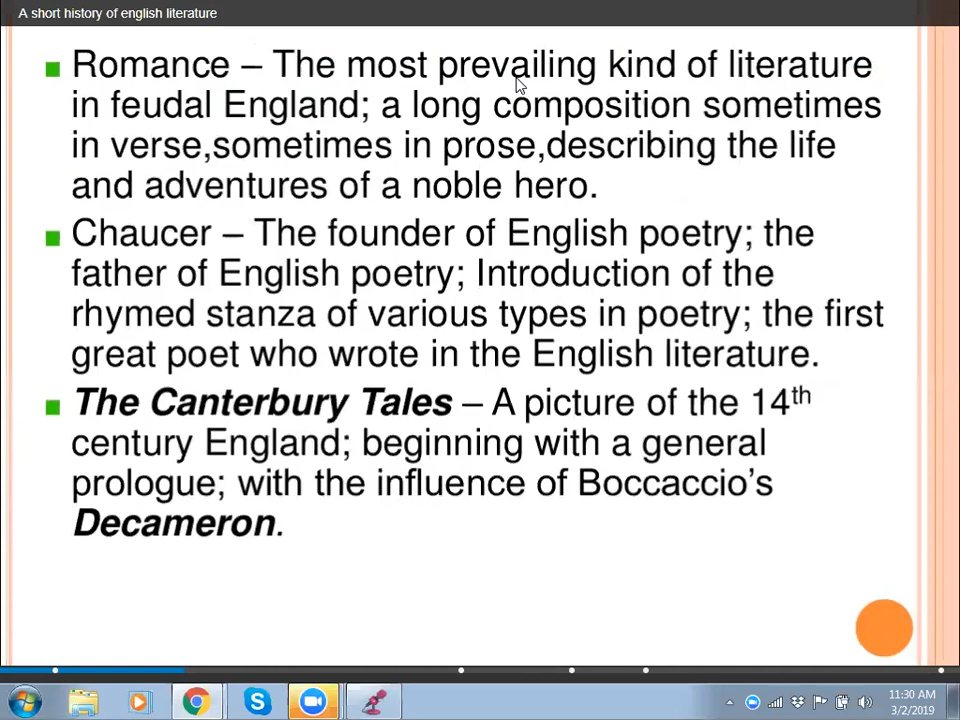 A short history of english literature
Romance – The most prevailing kind of literature
in feudal England; a long composition sometimes
in verse,sometimes in prose,describing the life
and adventures of a noble hero.
Chaucer – The founder of English poetry; the
father of English poetry; Introduction of the
rhymed stanza of various types in poetry; the first
great poet who wrote in the English literature.
The Canterbury Tales – A picture of the 14th
century England; beginning with a general
prologue; with the influence of Boccaccio’s
Decameron.
11:30 AM
3/2/2019